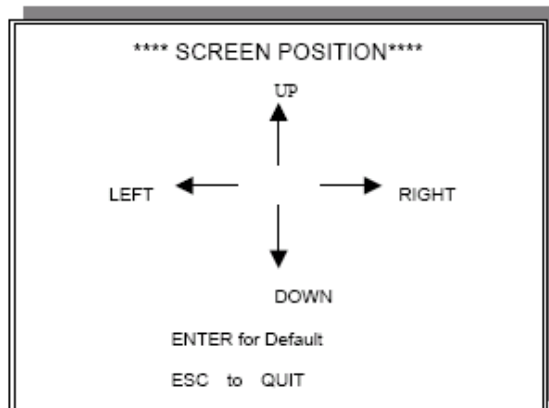 **** SCREEN POSITION****
UP
LEFT RIGHT
DOWN
ENTER for Default
ESC to QUIT